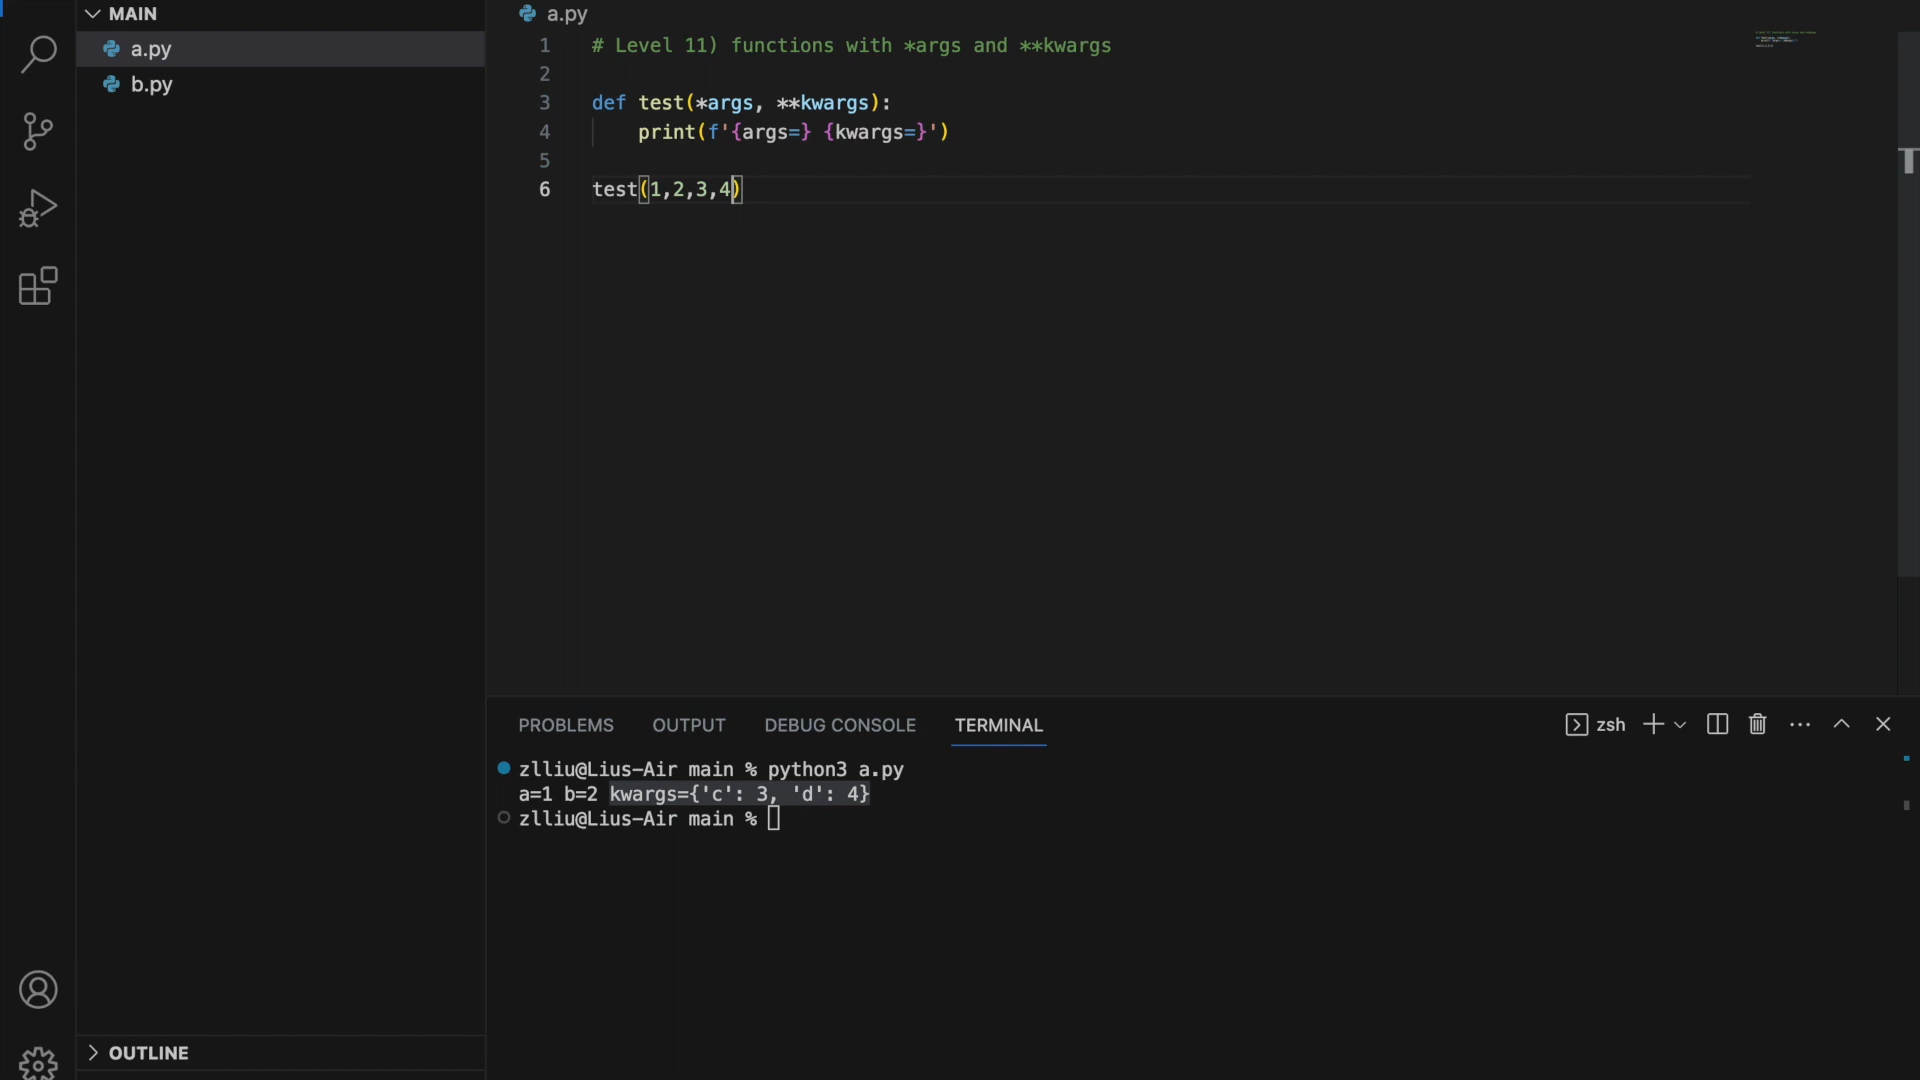 MAIN
a.py
b.py
OUTLINE
a.py
1 # Level 11) functions with *args and **kwargs
2
3 def test(*args, **kwargs):
4     print(f'{args=} {kwargs=}')
5
6 test(1,2,3,4)
PROBLEMS OUTPUT DEBUG CONSOLE TERMINAL zsh
zlliu@Lius-Air main % python3 a.py
a=1 b=2 kwargs={'c': 3, 'd': 4}
zlliu@Lius-Air main %